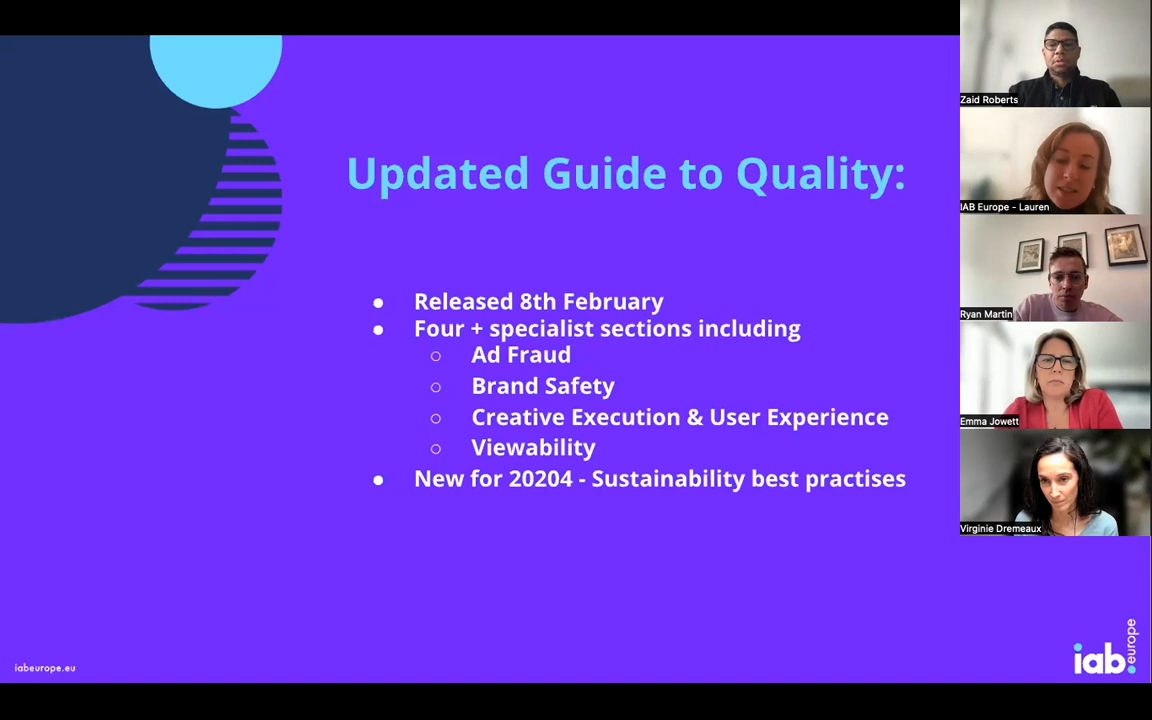 Updated Guide to Quality:
● Released 8th February
● Four + specialist sections including
○ Ad Fraud
○ Brand Safety
○ Creative Execution & User Experience
○ Viewability
● New for 20204 - Sustainability best practises
iabeurope.eu
iab.europe
Zaid Roberts
IAB Europe - Lauren
Ryan Martin
Emma Jowett
Virginie Dremeaux